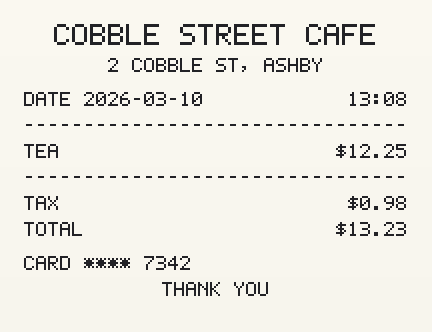 COBBLE STREET CAFE
2 COBBLE ST, ASHBY
DATE 2026-03-10 13:08
--------------------------------
TEA $12.25
--------------------------------
TAX $0.98
TOTAL $13.23
CARD **** 7342
THANK YOU